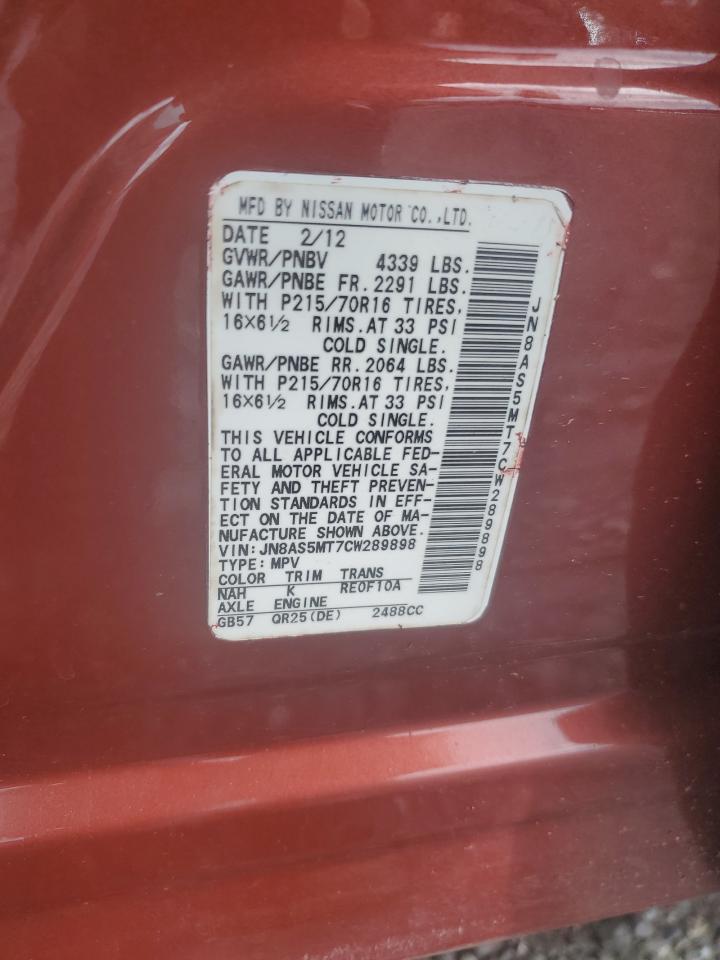 MFD BY NISSAN MOTOR CO.,LTD.
DATE 2/12
GVWR/PNBV 4339 LBS.
GAWR/PNBE FR.2291 LBS.
WITH P215/70R16 TIRES,
16×6½ RIMS.AT 33 PSI
COLD SINGLE.
GAWR/PNBE RR.2064 LBS.
WITH P215/70R16 TIRES,
16×6½ RIMS.AT 33 PSI
COLD SINGLE.
THIS VEHICLE CONFORMS
TO ALL APPLICABLE FED-
ERAL MOTOR VEHICLE SA-
FETY AND THEFT PREVEN-
TION STANDARDS IN EFF-
ECT ON THE DATE OF MA-
NUFACTURE SHOWN ABOVE.
VIN:JN8AS5MT7CW289898
TYPE:MPV
COLOR TRIM TRANS
NAH K RE0F10A
AXLE ENGINE
GB57 QR25(DE) 2488CC
JN8AS5MT7CW289898